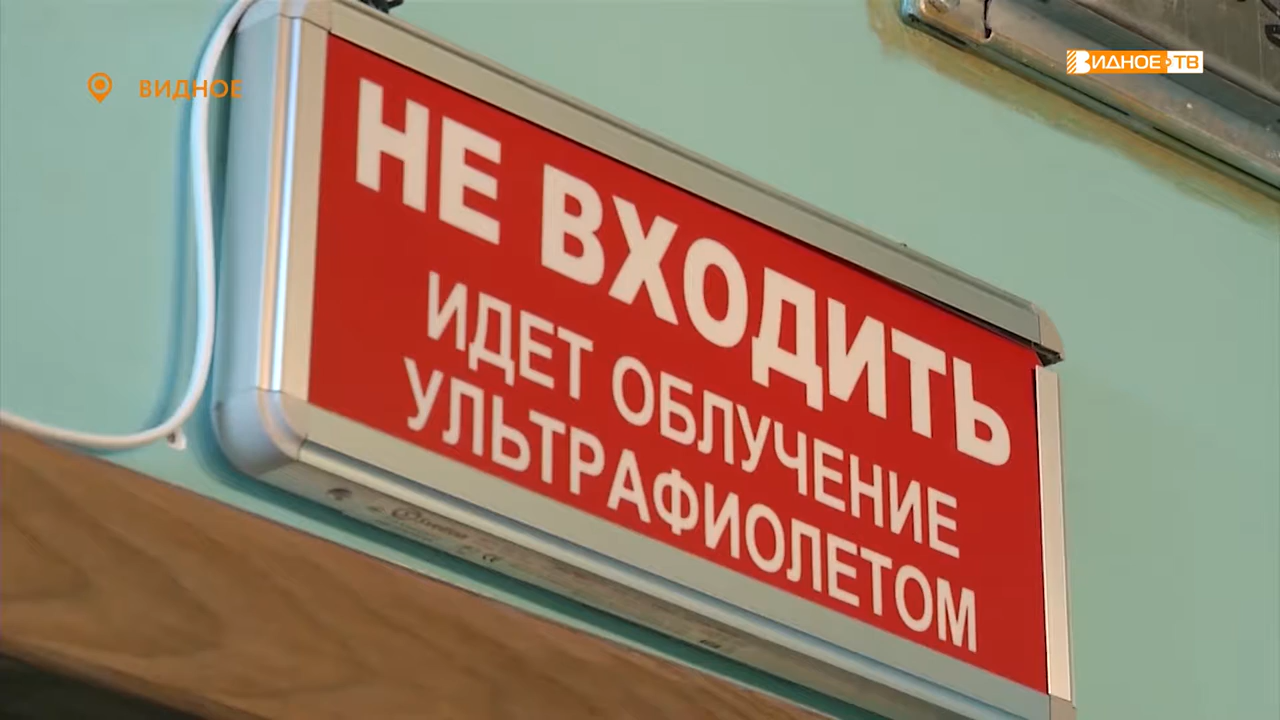 ВИДНОЕ
ВИДНОЕ ТВ
НЕ ВХОДИТЬ
ИДЕТ ОБЛУЧЕНИЕ
УЛЬТРАФИОЛЕТОМ